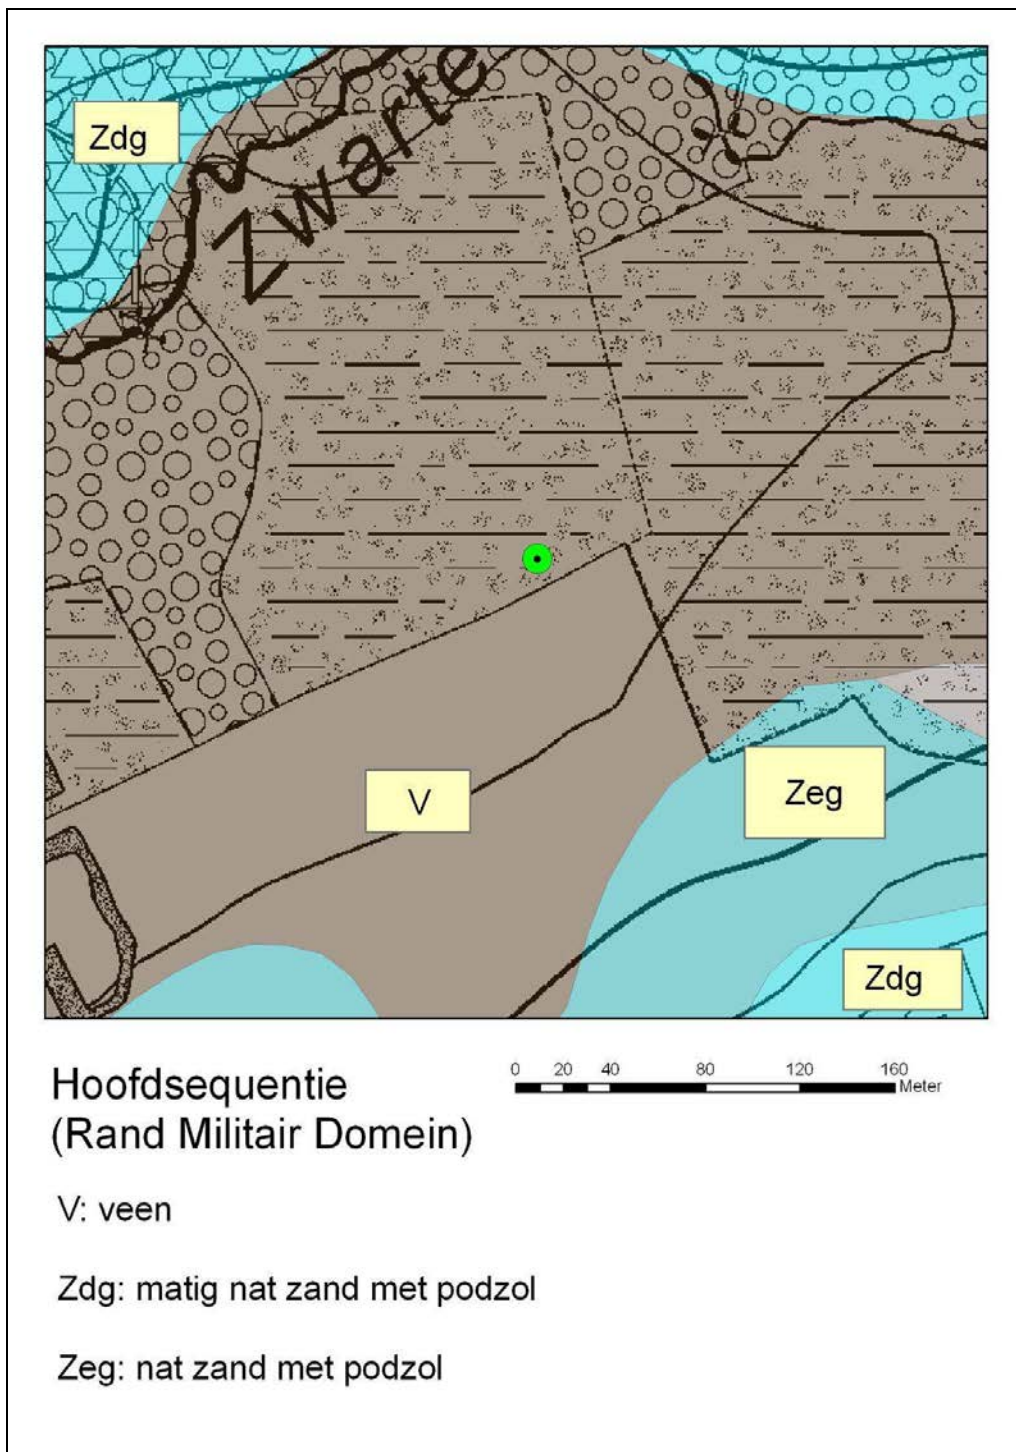 Zwarte
Zdg
V
Zeg
Zdg
Hoofdsequentie
(Rand Militair Domein)
0 20 40 80 120 160
Meter
V: veen
Zdg: matig nat zand met podzol
Zeg: nat zand met podzol